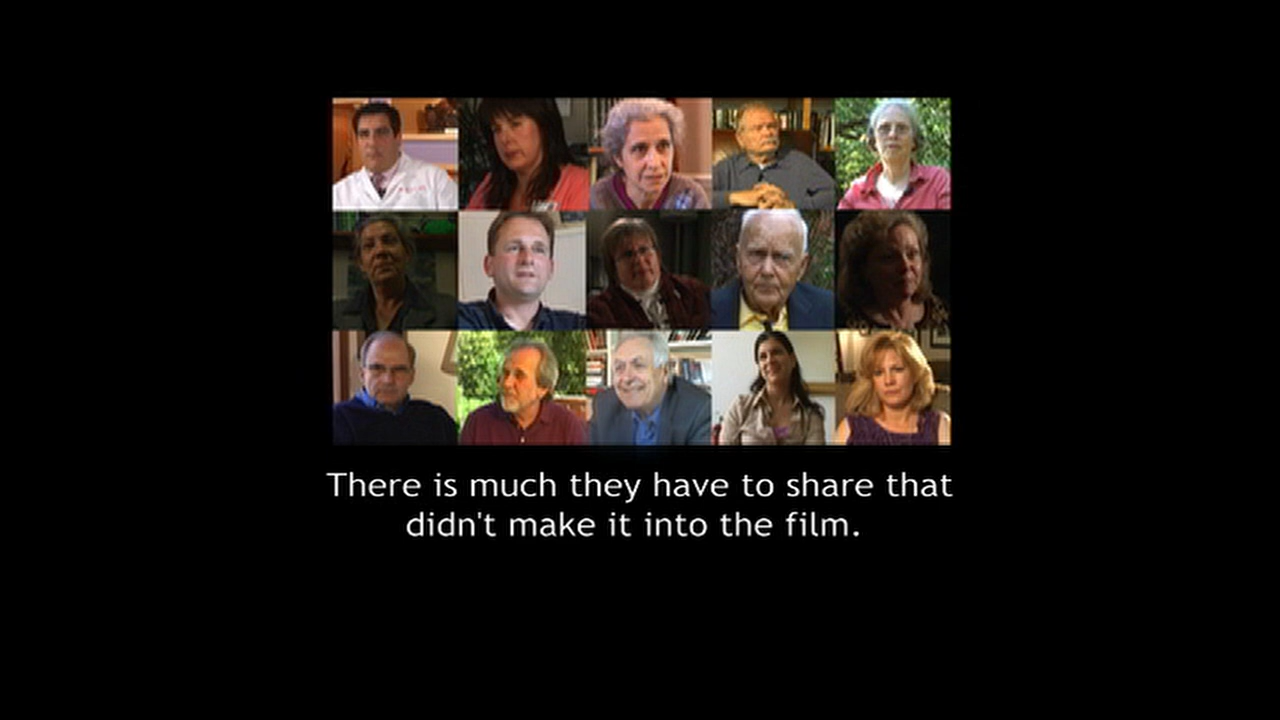 There is much they have to share that
didn't make it into the film.